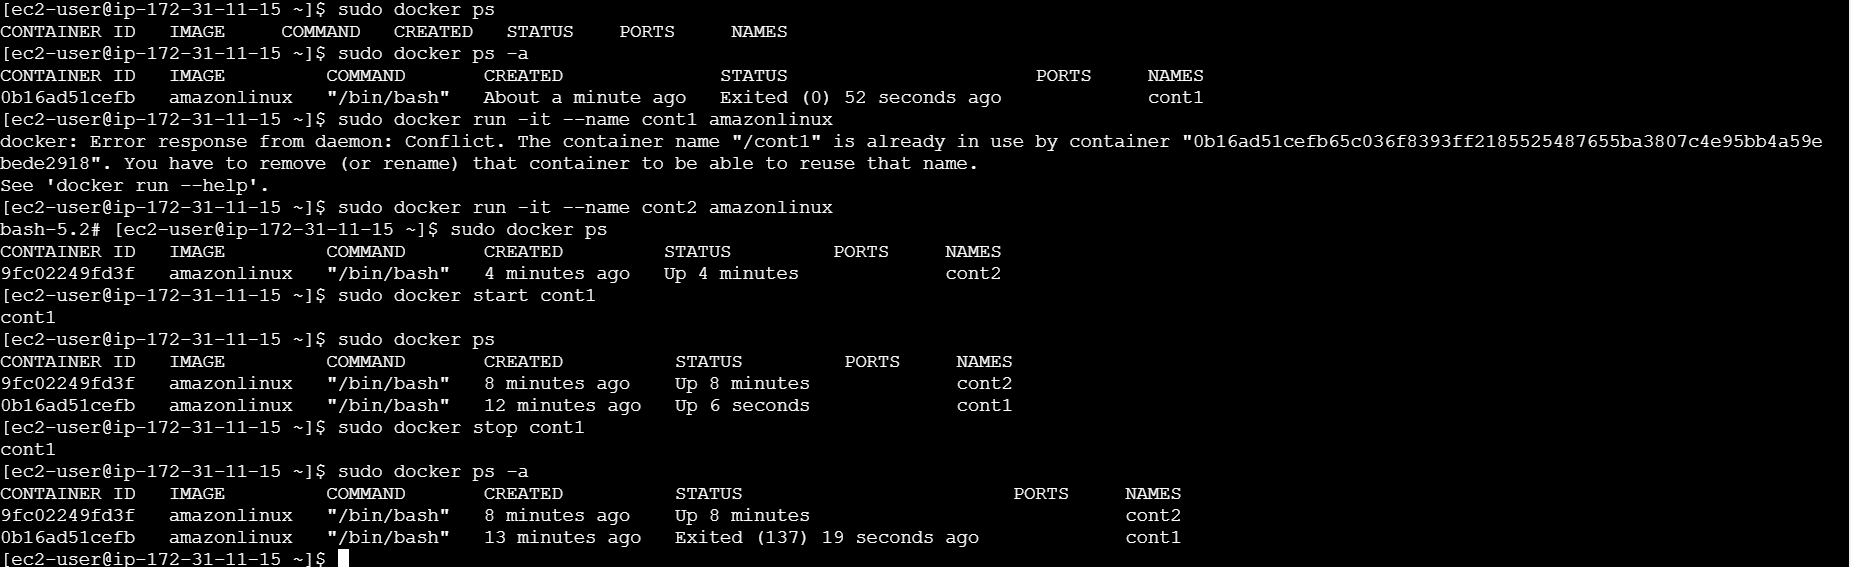 [ec2-user@ip-172-31-11-15 ~]$ sudo docker ps
CONTAINER ID   IMAGE     COMMAND   CREATED   STATUS    PORTS     NAMES
[ec2-user@ip-172-31-11-15 ~]$ sudo docker ps -a
CONTAINER ID   IMAGE         COMMAND       CREATED              STATUS                      PORTS     NAMES
0b16ad51cefb   amazonlinux   "/bin/bash"   About a minute ago   Exited (0) 52 seconds ago             cont1
[ec2-user@ip-172-31-11-15 ~]$ sudo docker run -it --name cont1 amazonlinux
docker: Error response from daemon: Conflict. The container name "/cont1" is already in use by container "0b16ad51cefb65c036f8393ff2185525487655ba3807c4e95bb4a59e
bede2918". You have to remove (or rename) that container to be able to reuse that name.
See 'docker run --help'.
[ec2-user@ip-172-31-11-15 ~]$ sudo docker run -it --name cont2 amazonlinux
bash-5.2# [ec2-user@ip-172-31-11-15 ~]$ sudo docker ps
CONTAINER ID   IMAGE         COMMAND       CREATED         STATUS         PORTS     NAMES
9fc02249fd3f   amazonlinux   "/bin/bash"   4 minutes ago   Up 4 minutes             cont2
[ec2-user@ip-172-31-11-15 ~]$ sudo docker start cont1
cont1
[ec2-user@ip-172-31-11-15 ~]$ sudo docker ps
CONTAINER ID   IMAGE         COMMAND       CREATED          STATUS         PORTS     NAMES
9fc02249fd3f   amazonlinux   "/bin/bash"   8 minutes ago    Up 8 minutes             cont2
0b16ad51cefb   amazonlinux   "/bin/bash"   12 minutes ago   Up 6 seconds             cont1
[ec2-user@ip-172-31-11-15 ~]$ sudo docker stop cont1
cont1
[ec2-user@ip-172-31-11-15 ~]$ sudo docker ps -a
CONTAINER ID   IMAGE         COMMAND       CREATED          STATUS                        PORTS     NAMES
9fc02249fd3f   amazonlinux   "/bin/bash"   8 minutes ago    Up 8 minutes                            cont2
0b16ad51cefb   amazonlinux   "/bin/bash"   13 minutes ago   Exited (137) 19 seconds ago             cont1
[ec2-user@ip-172-31-11-15 ~]$